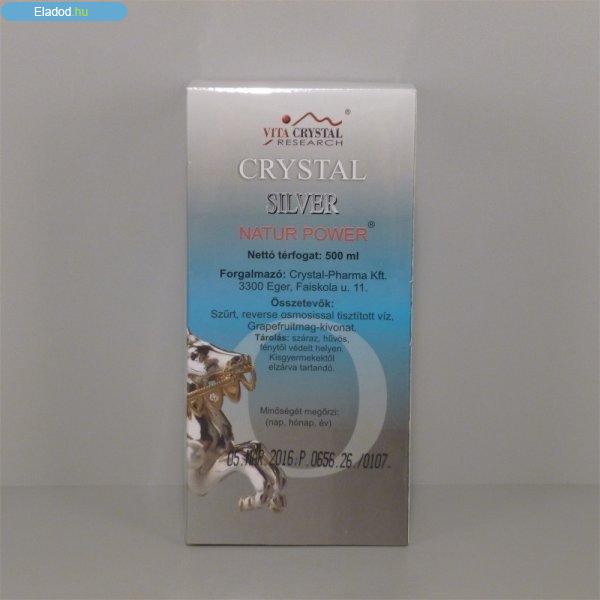 Eladod.hu
VITA CRYSTAL®
RESEARCH
CRYSTAL
SILVER
NATUR POWER®
Nettó térfogat: 500 ml
Forgalmazó: Crystal-Pharma Kft.
3300 Eger, Faiskola u. 11.
Összetevők:
Szűrt, reverse osmosissal tisztított víz,
Grapefruitmag-kivonat.
Tárolás: száraz, hűvös,
fénytől védett helyen.
Kisgyermekektől
elzárva tartandó.
Minőségét megőrzi:
(nap, hónap, év)
05.MAR.2016.P.0656.26./0107.